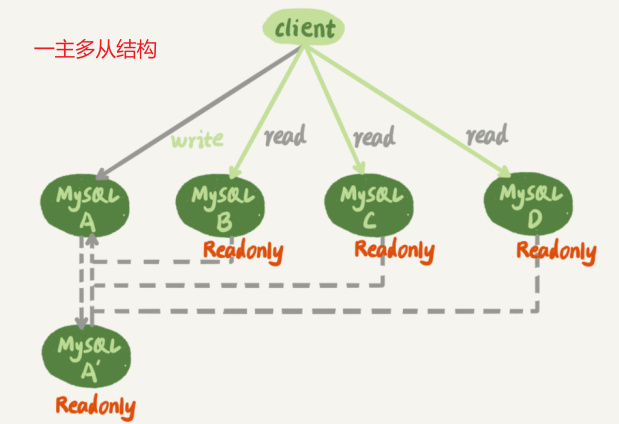 client
一主多从结构
write
read
read
read
MySQL
A
MySQL
B
MySQL
C
MySQL
D
Readonly
Readonly
Readonly
MySQL
A'
Readonly